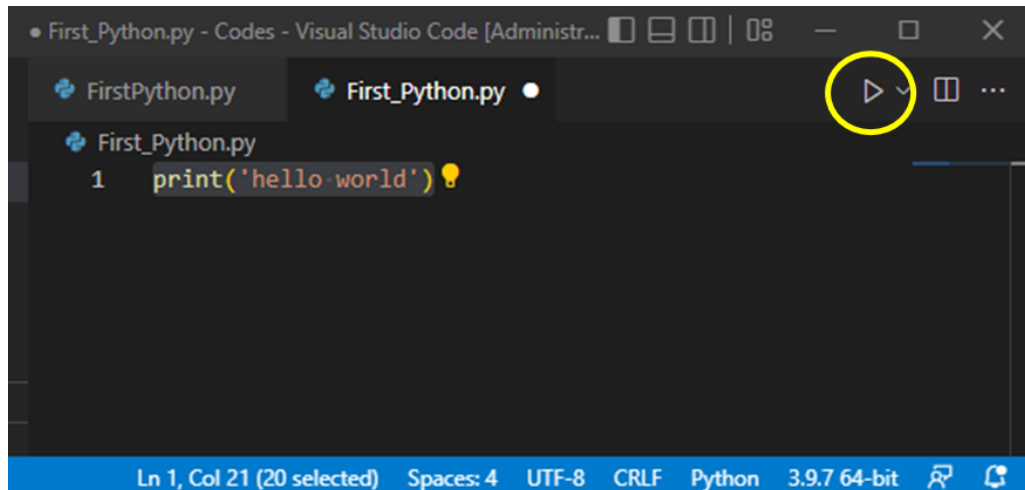 ● First_Python.py - Codes - Visual Studio Code [Administr...
FirstPython.py First_Python.py ●
First_Python.py
1 print('hello world')
Ln 1, Col 21 (20 selected) Spaces: 4 UTF-8 CRLF Python 3.9.7 64-bit